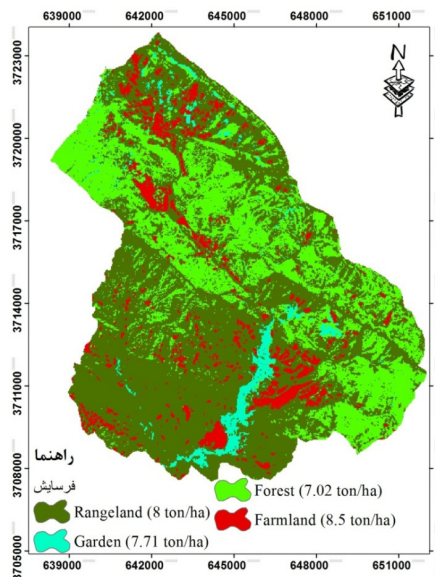 639000 642000 645000 648000 651000
3722000
3720000
3717000
3714000
3711000
3708000
3705000
N
راهنما
فرسایش
Rangeland (8 ton/ha)
Garden (7.71 ton/ha)
Forest (7.02 ton/ha)
Farmland (8.5 ton/ha)
639000 642000 645000 648000 651000